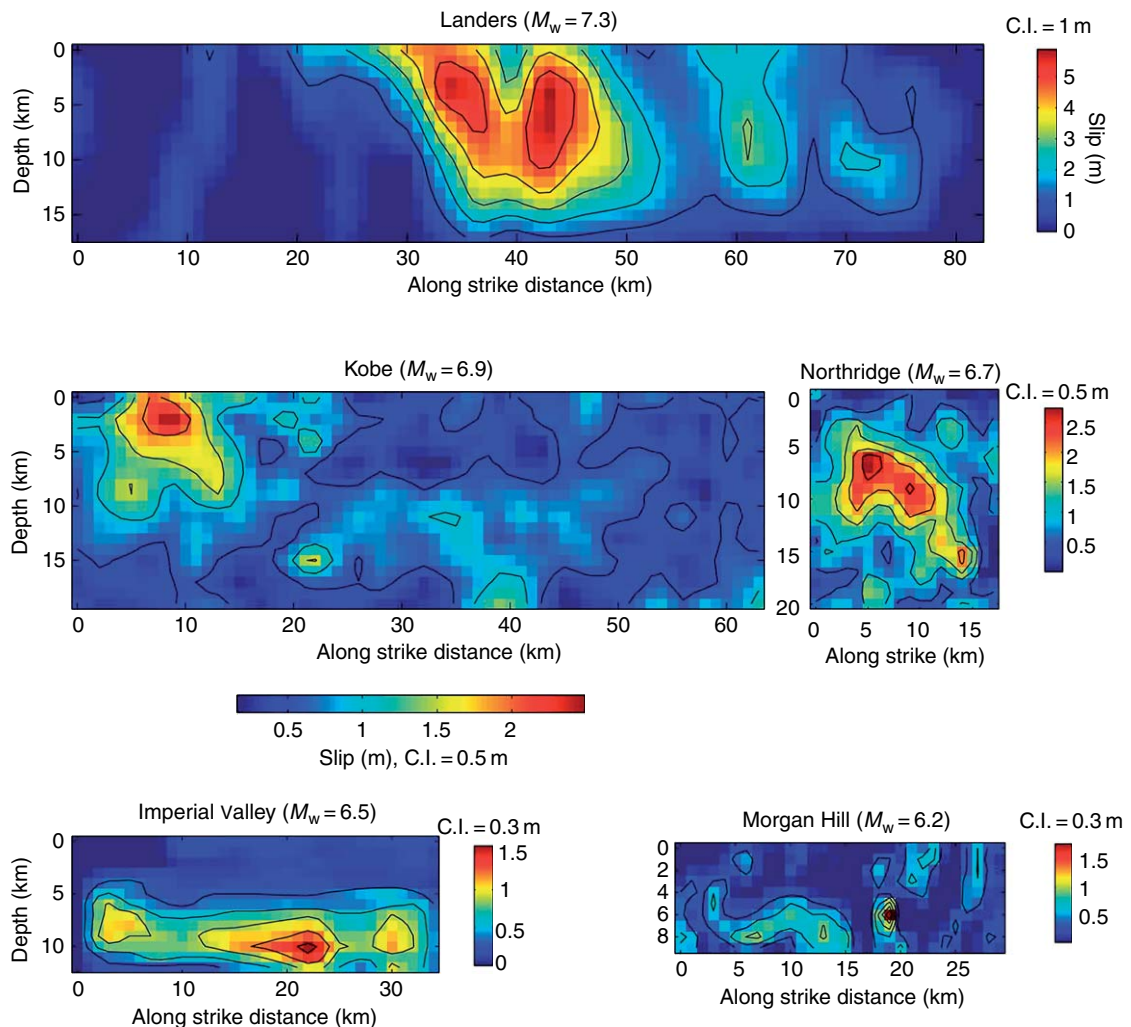 Landers (Mw = 7.3)
C.I. = 1 m
0
5
10
15
Depth (km)
0 10 20 30 40 50 60 70 80
Along strike distance (km)
5
4
3
2
1
0
Slip (m)
Kobe (Mw = 6.9)
0
5
10
15
Depth (km)
0 10 20 30 40 50 60
Along strike distance (km)
Northridge (Mw = 6.7)
C.I. = 0.5 m
0
5
10
15
20
0 5 10 15
Along strike (km)
2.5
2
1.5
1
0.5
0.5 1 1.5 2
Slip (m), C.I. = 0.5 m
Imperial Valley (Mw = 6.5)
C.I. = 0.3 m
0
5
10
Depth (km)
0 10 20 30
Along strike distance (km)
1.5
1
0.5
0
Morgan Hill (Mw = 6.2)
C.I. = 0.3 m
0
2
4
6
8
0 5 10 15 20 25
Along strike distance (km)
1.5
1
0.5